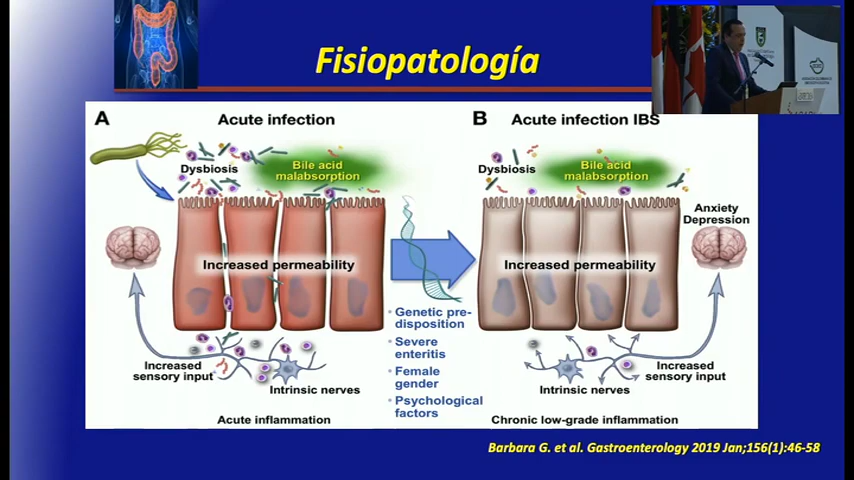 Fisiopatología
A
Acute infection
Dysbiosis
Bile acid
malabsorption
Increased permeability
Increased
sensory input
Intrinsic nerves
Acute inflammation
• Genetic pre-
disposition
• Severe
enteritis
• Female
gender
• Psychological
factors
B
Acute infection IBS
Dysbiosis
Bile acid
malabsorption
Anxiety
Depression
Increased permeability
Increased
sensory input
Intrinsic nerves
Chronic low-grade inflammation
Barbara G. et al. Gastroenterology 2019 Jan;156(1):46-58